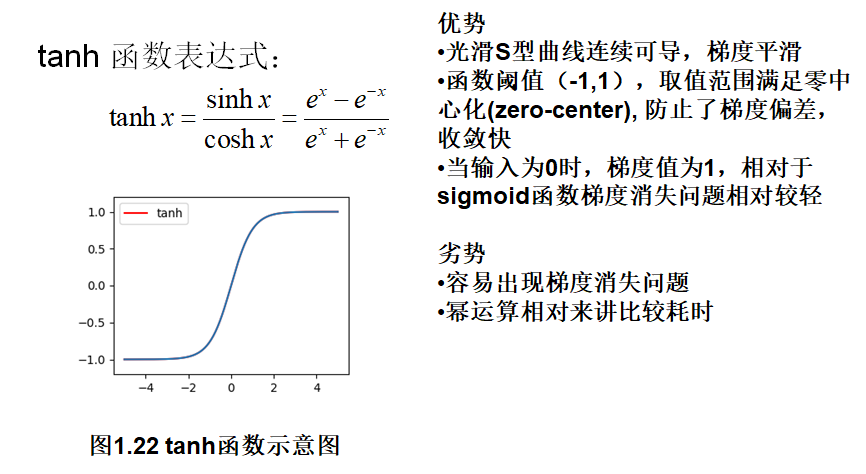 tanh 函数表达式：
tanh x = sinh x / cosh x = (e^x − e^−x) / (e^x + e^−x)
tanh
1.0
0.5
0.0
−0.5
−1.0
−4 −2 0 2 4
图1.22 tanh函数示意图
优势
•光滑S型曲线连续可导，梯度平滑
•函数阈值（-1,1），取值范围满足零中
心化(zero-center), 防止了梯度偏差，
收敛快
•当输入为0时，梯度值为1，相对于
sigmoid函数梯度消失问题相对较轻
劣势
•容易出现梯度消失问题
•幂运算相对来讲比较耗时